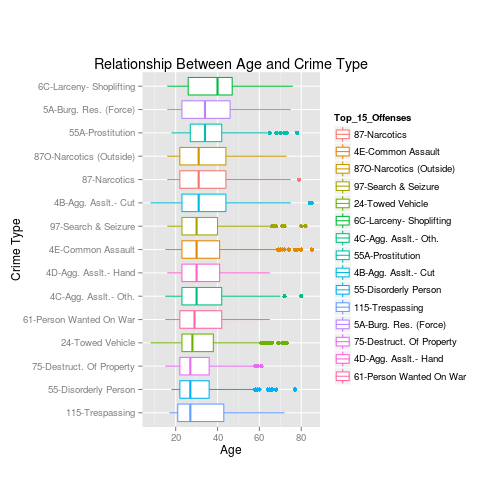 Relationship Between Age and Crime Type
Crime Type
6C-Larceny- Shoplifting
5A-Burg. Res. (Force)
55A-Prostitution
87O-Narcotics (Outside)
87-Narcotics
4B-Agg. Asslt.- Cut
97-Search & Seizure
4E-Common Assault
4D-Agg. Asslt.- Hand
4C-Agg. Asslt.- Oth.
61-Person Wanted On War
24-Towed Vehicle
75-Destruct. Of Property
55-Disorderly Person
115-Trespassing
20 40 60 80
Age
Top_15_Offenses
87-Narcotics
4E-Common Assault
87O-Narcotics (Outside)
97-Search & Seizure
24-Towed Vehicle
6C-Larceny- Shoplifting
4C-Agg. Asslt.- Oth.
55A-Prostitution
4B-Agg. Asslt.- Cut
55-Disorderly Person
115-Trespassing
5A-Burg. Res. (Force)
75-Destruct. Of Property
4D-Agg. Asslt.- Hand
61-Person Wanted On War